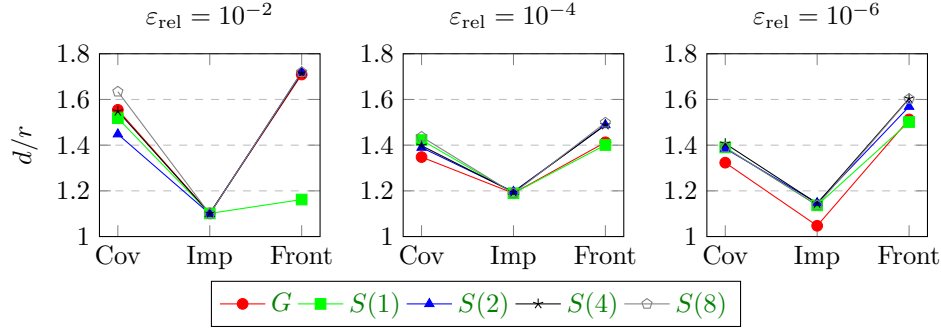 ε_rel = 10^−2 ε_rel = 10^−4 ε_rel = 10^−6
d/r
1.8 1.8 1.8
1.6 1.6 1.6
1.4 1.4 1.4
1.2 1.2 1.2
1 1 1
Cov Imp Front Cov Imp Front Cov Imp Front
G S(1) S(2) S(4) S(8)